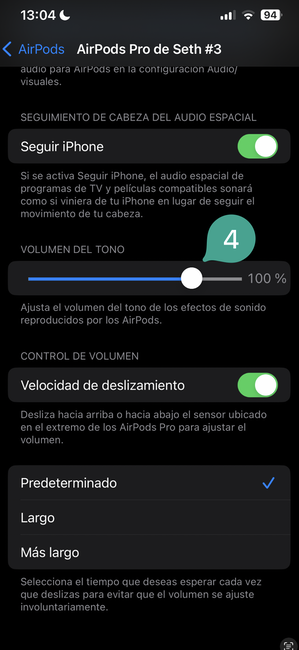 13:04
94
AirPods
AirPods Pro de Seth #3
audio para AirPods en la configuración Audio/
visuales.
SEGUIMIENTO DE CABEZA DEL AUDIO ESPACIAL
Seguir iPhone
Si se activa Seguir iPhone, el audio espacial de
programas de TV y películas compatibles sonará
como si viniera de tu iPhone en lugar de seguir el
movimiento de tu cabeza.
4
VOLUMEN DEL TONO
100 %
Ajusta el volumen del tono de los efectos de sonido
reproducidos por los AirPods.
CONTROL DE VOLUMEN
Velocidad de deslizamiento
Desliza hacia arriba o hacia abajo el sensor ubicado
en el extremo de los AirPods Pro para ajustar el
volumen.
Predeterminado
Largo
Más largo
Selecciona el tiempo que deseas esperar cada vez
que deslizas para evitar que el volumen se ajuste
involuntariamente.